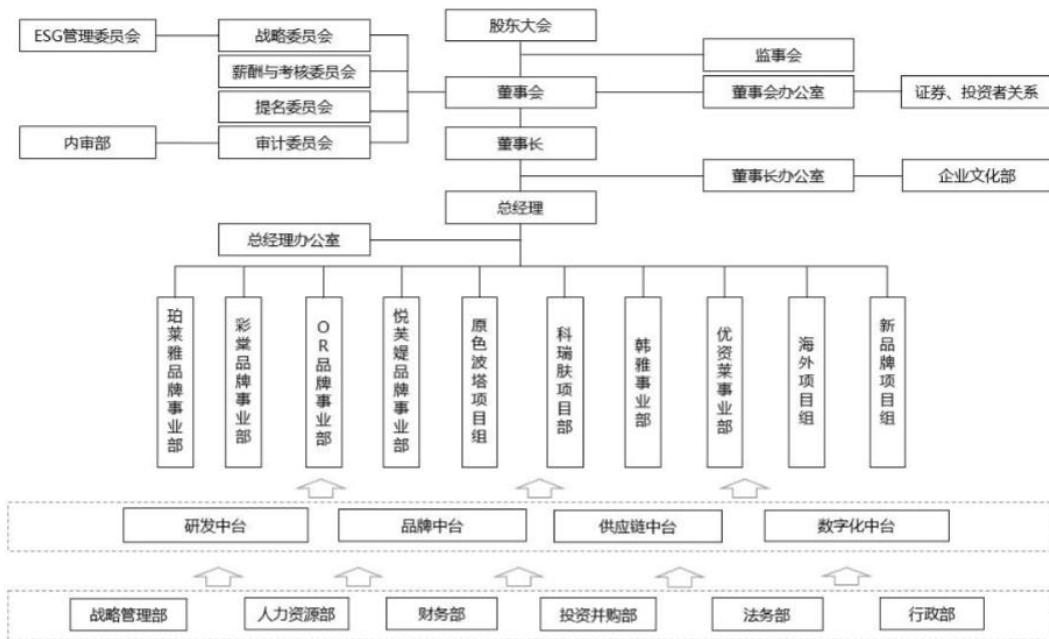 股东大会
ESG管理委员会
战略委员会
监事会
薪酬与考核委员会
董事会
董事会办公室
证券、投资者关系
提名委员会
内审部
审计委员会
董事长
董事长办公室
企业文化部
总经理
总经理办公室
珀莱雅品牌事业部
彩棠品牌事业部
OR品牌事业部
悦芙媞品牌事业部
原色波塔项目组
科瑞肤项目部
韩雅事业部
优资莱事业部
海外项目组
新品牌项目组
研发中台
品牌中台
供应链中台
数字化中台
战略管理部
人力资源部
财务部
投资并购部
法务部
行政部